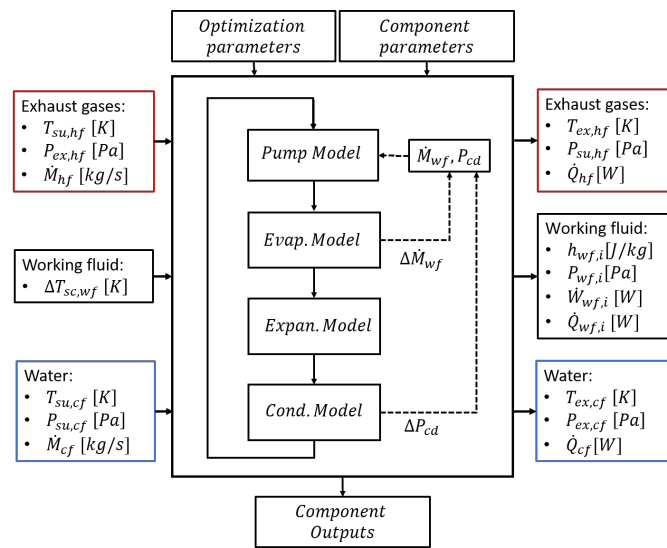 Optimization
parameters
Component
parameters
Exhaust gases:
• T_{su,hf} [K]
• P_{ex,hf} [Pa]
• Ṁ_{hf} [kg/s]
Working fluid:
• ΔT_{sc,wf} [K]
Water:
• T_{su,cf} [K]
• P_{su,cf} [Pa]
• Ṁ_{cf} [kg/s]
Pump Model
Ṁ_{wf}, P_{cd}
Evap. Model
ΔṀ_{wf}
Expan. Model
Cond. Model
ΔP_{cd}
Exhaust gases:
• T_{ex,hf} [K]
• P_{su,hf} [Pa]
• Q̇_{hf} [W]
Working fluid:
• h_{wf,i} [J/kg]
• P_{wf,i} [Pa]
• Ẇ_{wf,i} [W]
• Q̇_{wf,i} [W]
Water:
• T_{ex,cf} [K]
• P_{ex,cf} [Pa]
• Q̇_{cf} [W]
Component
Outputs